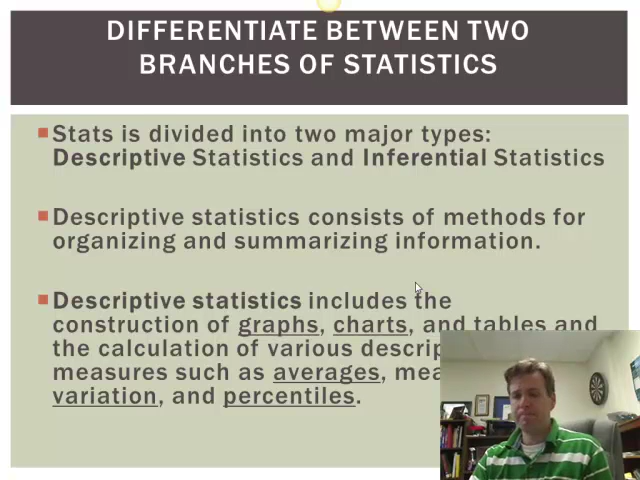 DIFFERENTIATE BETWEEN TWO
BRANCHES OF STATISTICS
Stats is divided into two major types:
Descriptive Statistics and Inferential Statistics
Descriptive statistics consists of methods for
organizing and summarizing information.
Descriptive statistics includes the
construction of graphs, charts, and tables and
the calculation of various descrip
measures such as averages, mea
variation, and percentiles.